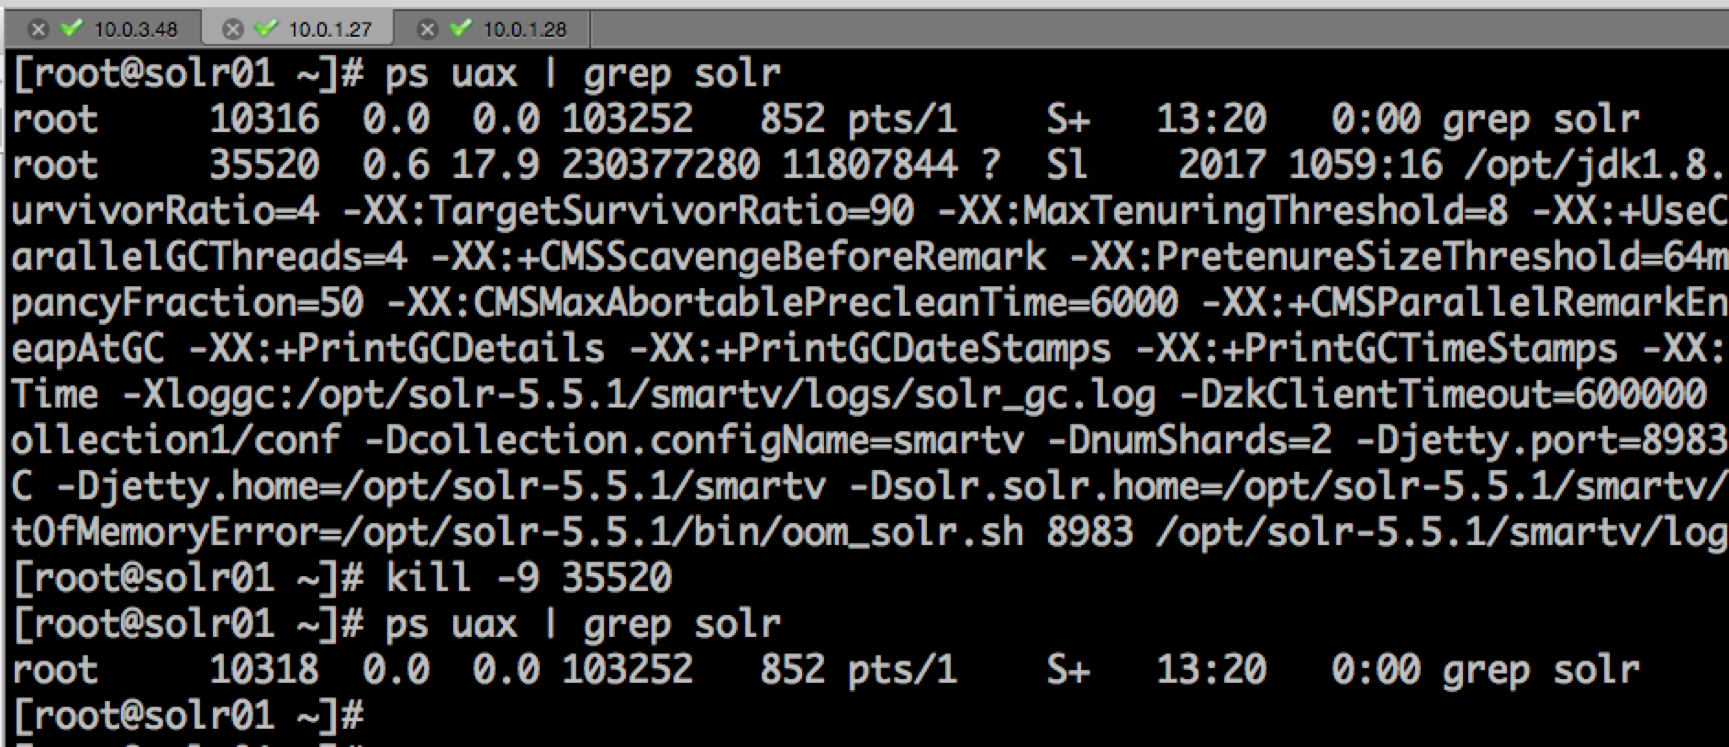 10.0.3.48 10.0.1.27 10.0.1.28
[root@solr01 ~]# ps uax | grep solr
root     10316  0.0  0.0 103252   852 pts/1    S+   13:20   0:00 grep solr
root     35520  0.6 17.9 230377280 11807844 ?  Sl    2017 1059:16 /opt/jdk1.8.
urvivorRatio=4 -XX:TargetSurvivorRatio=90 -XX:MaxTenuringThreshold=8 -XX:+UseC
arallelGCThreads=4 -XX:+CMSScavengeBeforeRemark -XX:PretenureSizeThreshold=64m
pancyFraction=50 -XX:CMSMaxAbortablePrecleanTime=6000 -XX:+CMSParallelRemarkEn
eapAtGC -XX:+PrintGCDetails -XX:+PrintGCDateStamps -XX:+PrintGCTimeStamps -XX:
Time -Xloggc:/opt/solr-5.5.1/smartv/logs/solr_gc.log -DzkClientTimeout=600000
ollection1/conf -Dcollection.configName=smartv -DnumShards=2 -Djetty.port=8983
C -Djetty.home=/opt/solr-5.5.1/smartv -Dsolr.solr.home=/opt/solr-5.5.1/smartv/
tOfMemoryError=/opt/solr-5.5.1/bin/oom_solr.sh 8983 /opt/solr-5.5.1/smartv/log
[root@solr01 ~]# kill -9 35520
[root@solr01 ~]# ps uax | grep solr
root     10318  0.0  0.0 103252   852 pts/1    S+   13:20   0:00 grep solr
[root@solr01 ~]#